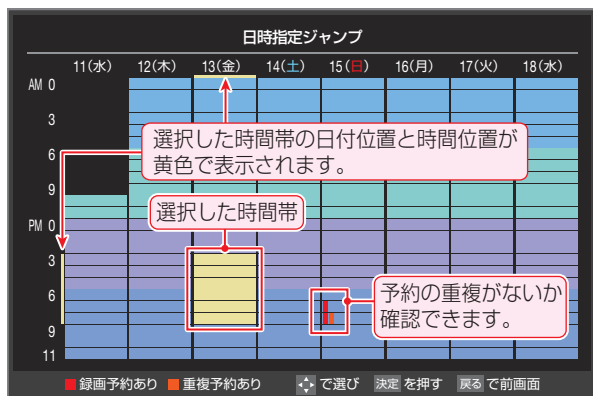 日時指定ジャンプ
11(水) 12(木) 13(金) 14(土) 15(日) 16(月) 17(火) 18(水)
AM 0
3
選択した時間帯の日付位置と時間位置が
黄色で表示されます。
6
9
選択した時間帯
PM 0
3
予約の重複がないか
確認できます。
6
9
11
録画予約あり 重複予約あり で選び 決定 を押す 戻る で前画面